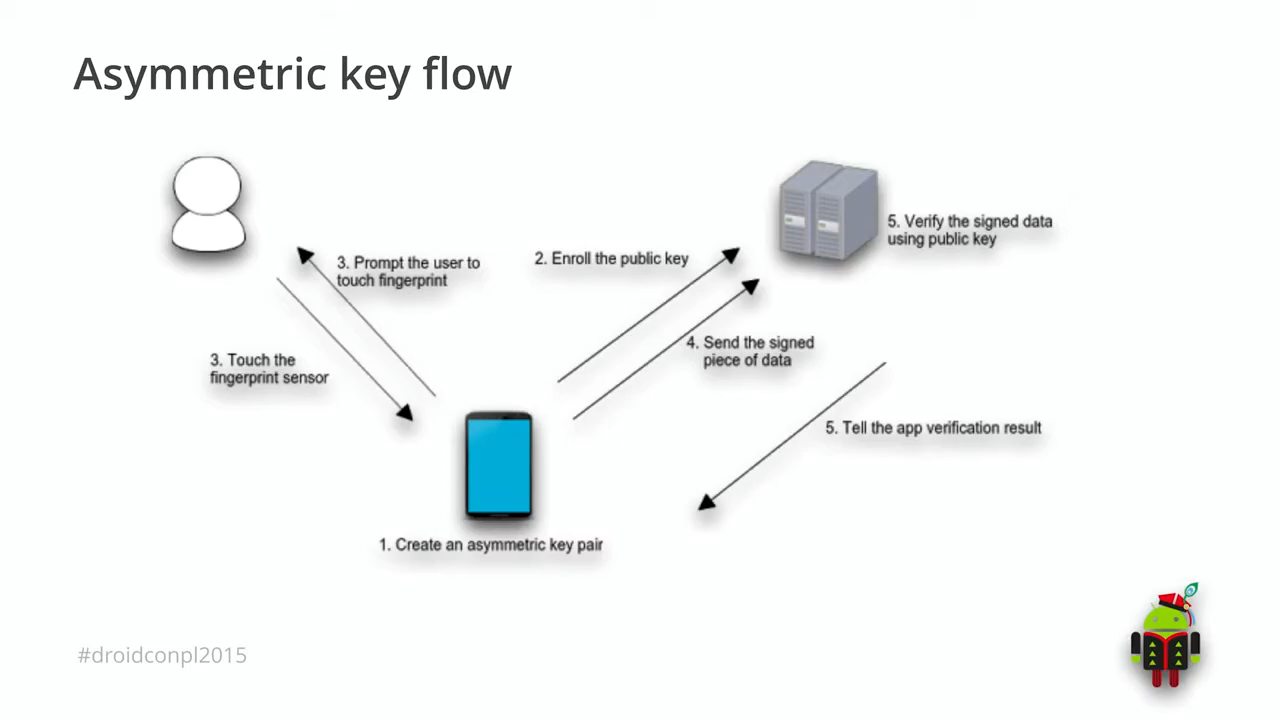 Asymmetric key flow
5. Verify the signed data
using public key
3. Prompt the user to
touch fingerprint
2. Enroll the public key
3. Touch the
fingerprint sensor
4. Send the signed
piece of data
5. Tell the app verification result
1. Create an asymmetric key pair
#droidconpl2015